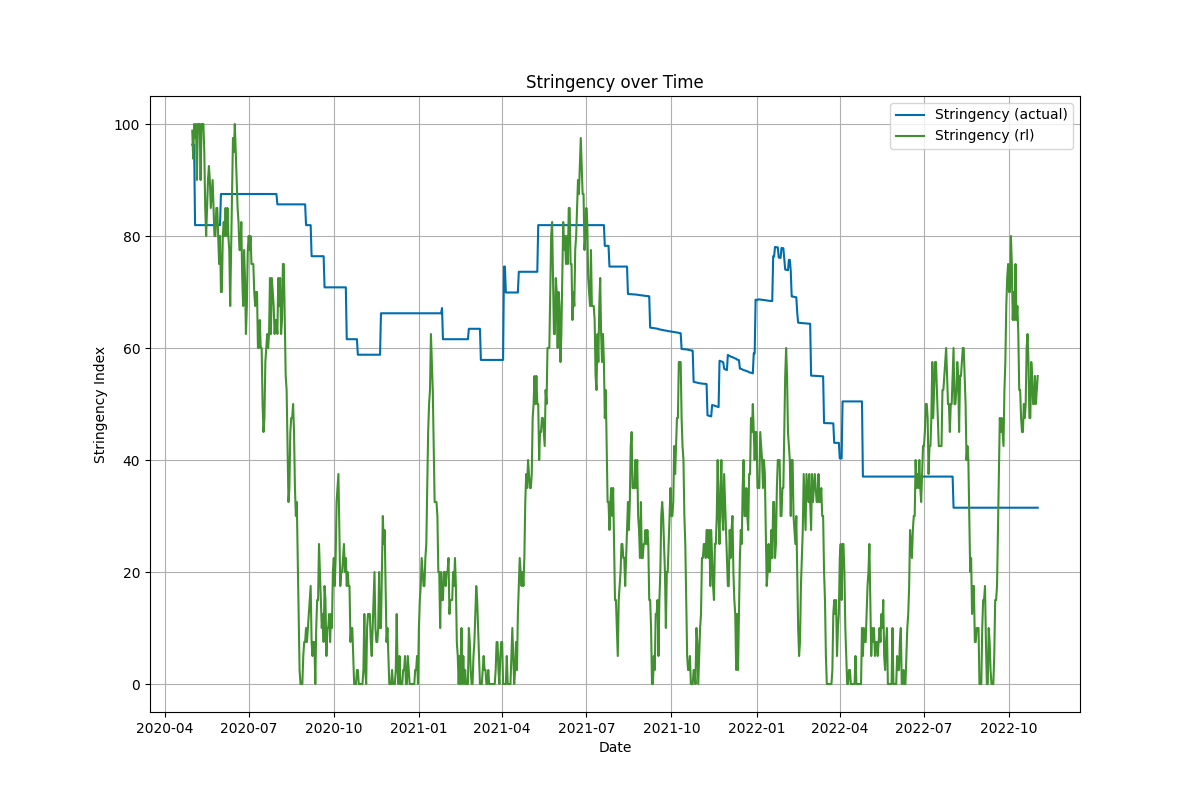 Stringency over Time
Stringency (actual)
Stringency (rl)
Stringency Index
100
80
60
40
20
0
2020-04 2020-07 2020-10 2021-01 2021-04 2021-07 2021-10 2022-01 2022-04 2022-07 2022-10
Date